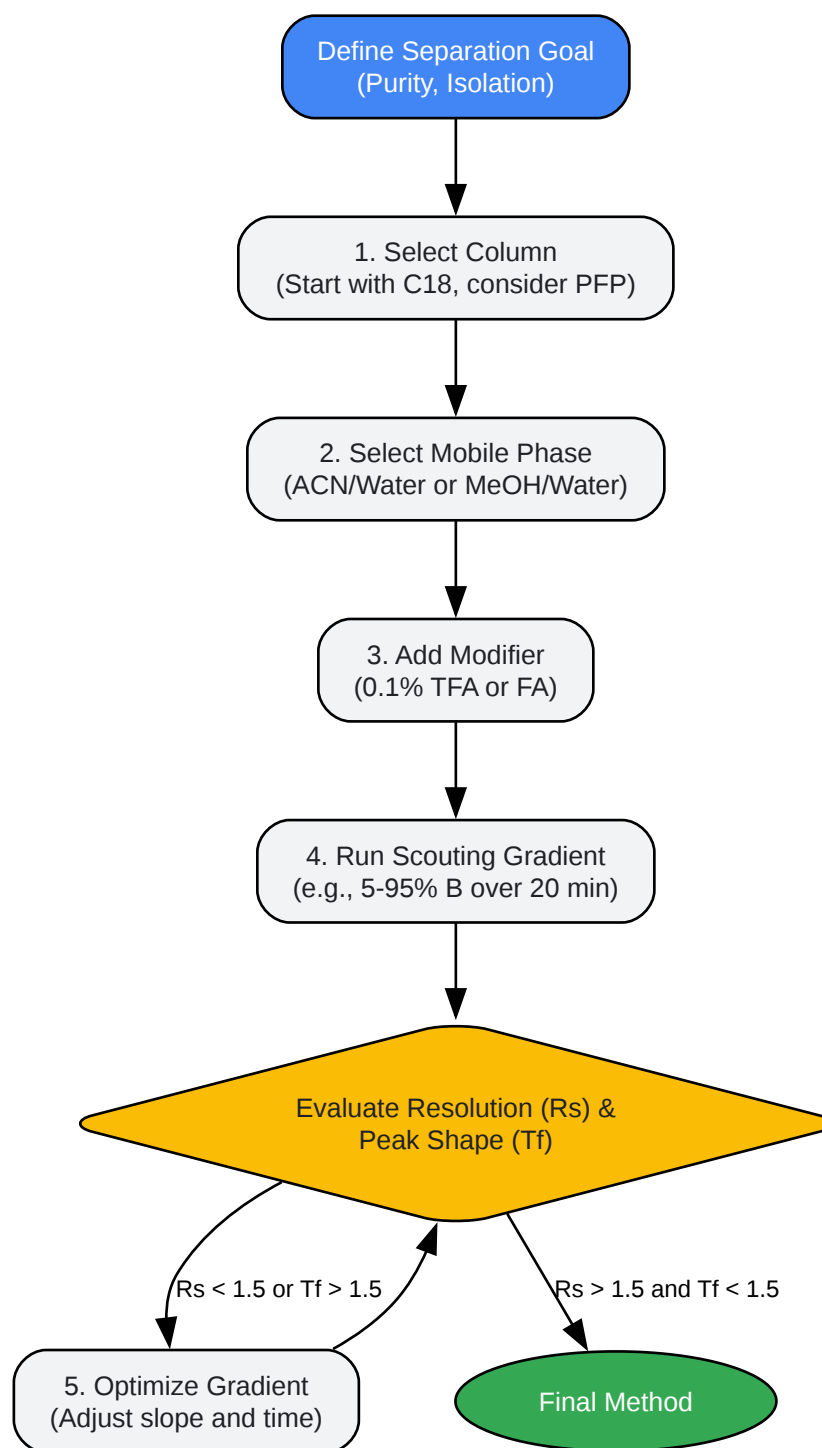 Define Separation Goal
(Purity, Isolation)
1. Select Column
(Start with C18, consider PFP)
2. Select Mobile Phase
(ACN/Water or MeOH/Water)
3. Add Modifier
(0.1% TFA or FA)
4. Run Scouting Gradient
(e.g., 5-95% B over 20 min)
Evaluate Resolution (Rs) &
Peak Shape (Tf)
Rs < 1.5 or Tf > 1.5
Rs > 1.5 and Tf < 1.5
5. Optimize Gradient
(Adjust slope and time)
Final Method